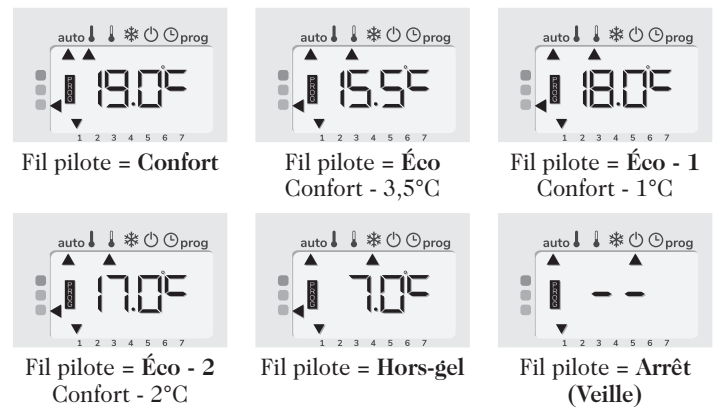 auto prog
PROG 19.0°C
1 2 3 4 5 6 7
Fil pilote = Confort
auto prog
PROG 15.5°C
1 2 3 4 5 6 7
Fil pilote = Éco
Confort - 3,5°C
auto prog
PROG 18.0°C
1 2 3 4 5 6 7
Fil pilote = Éco - 1
Confort - 1°C
auto prog
PROG 17.0°C
1 2 3 4 5 6 7
Fil pilote = Éco - 2
Confort - 2°C
auto prog
PROG 7.0°C
1 2 3 4 5 6 7
Fil pilote = Hors-gel
auto prog
PROG --
1 2 3 4 5 6 7
Fil pilote = Arrêt
(Veille)